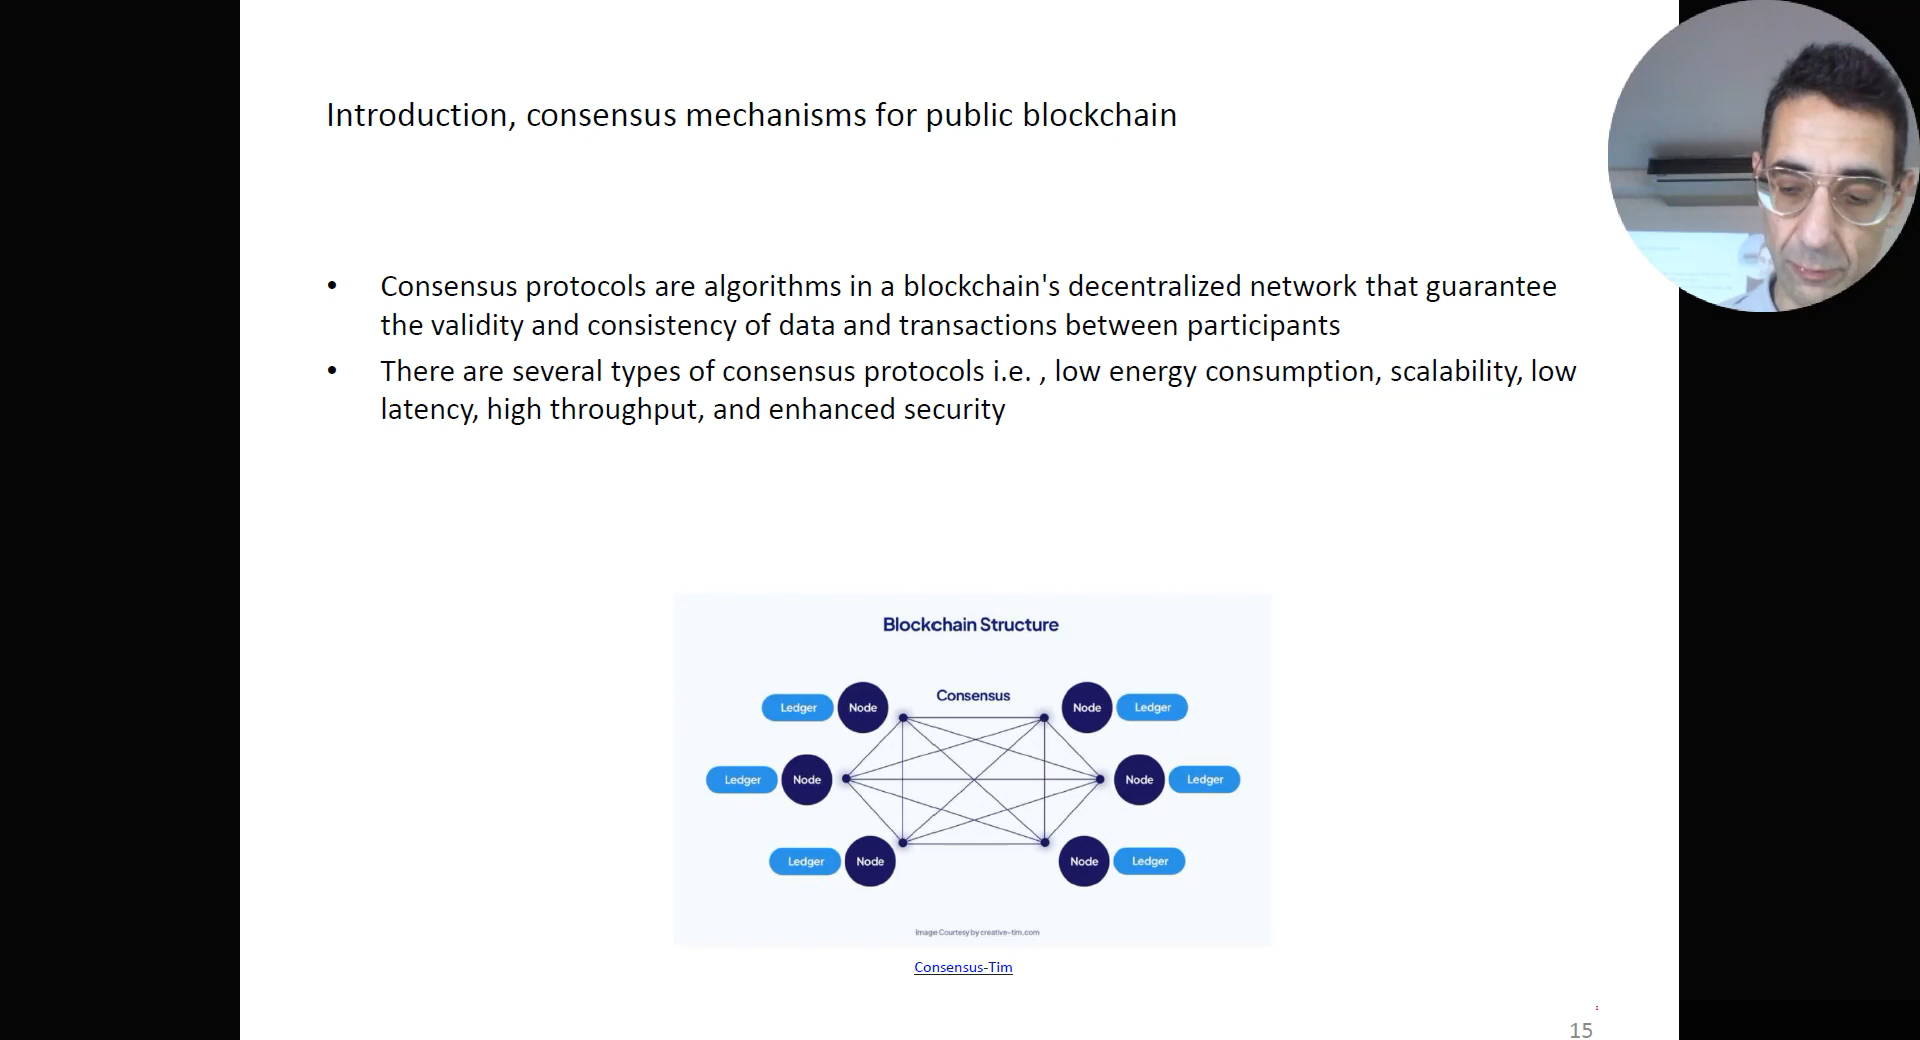 Introduction, consensus mechanisms for public blockchain
• Consensus protocols are algorithms in a blockchain's decentralized network that guarantee
the validity and consistency of data and transactions between participants
• There are several types of consensus protocols i.e. , low energy consumption, scalability, low
latency, high throughput, and enhanced security
Blockchain Structure
Consensus
Ledger Node Node Ledger
Ledger Node Node Ledger
Ledger Node Node Ledger
Image Courtesy by creative-tim.com
Consensus-Tim
15